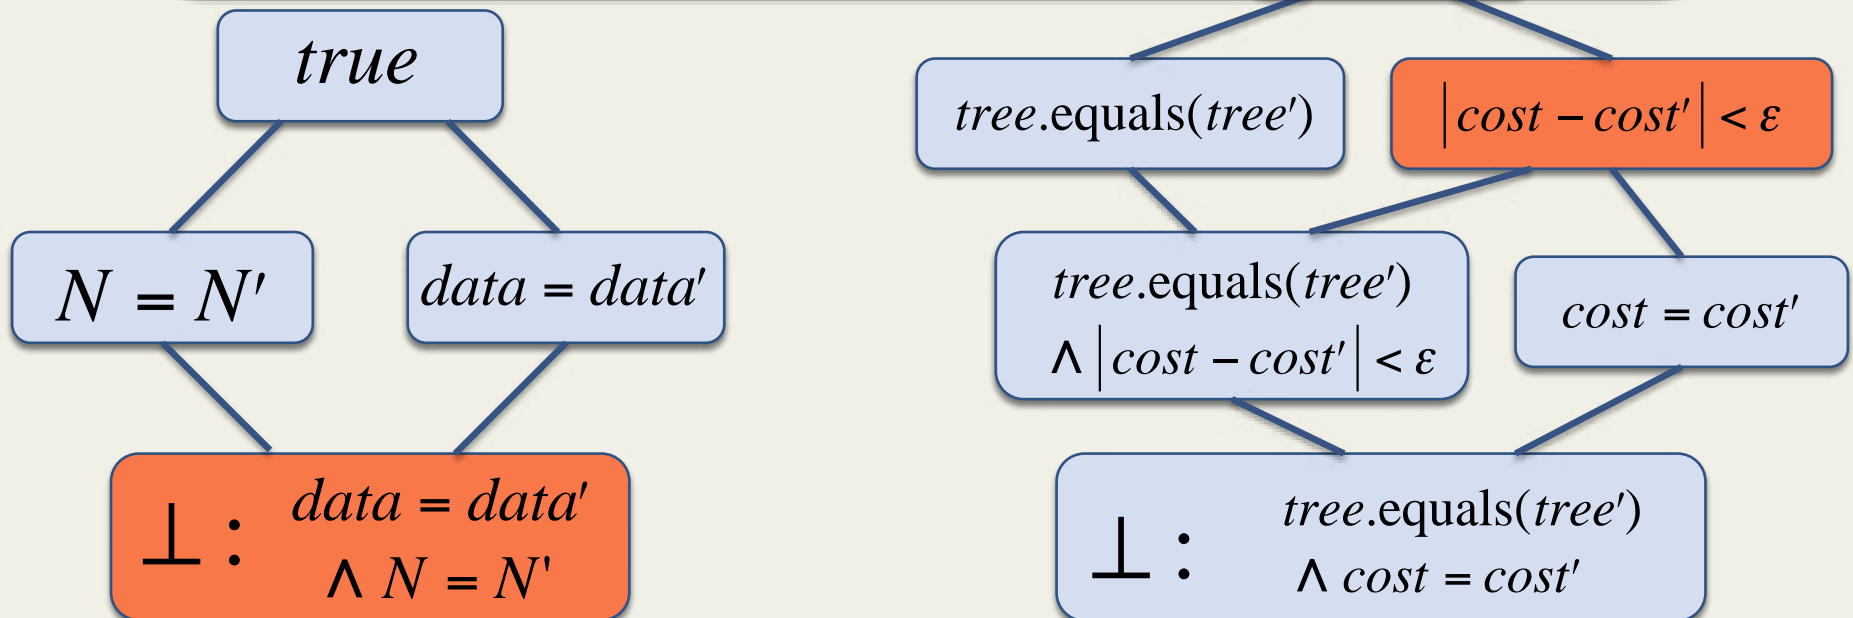 true
N = N′
data = data′
⊥ : data = data′
∧ N = N'
tree.equals(tree′)
|cost − cost′| < ε
tree.equals(tree′)
∧ |cost − cost′| < ε
cost = cost′
⊥ : tree.equals(tree′)
∧ cost = cost′